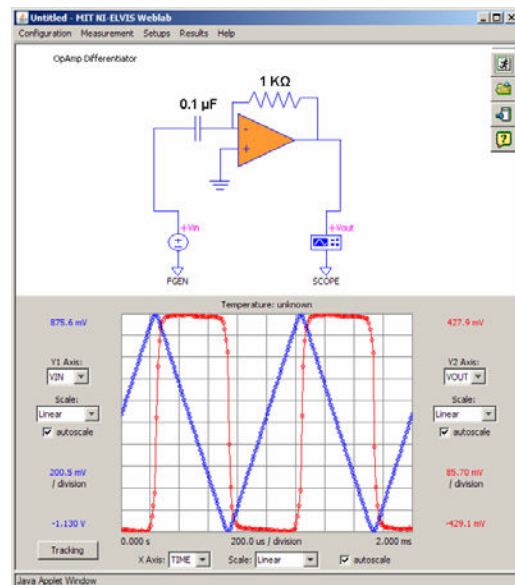 Untitled - MIT NI-ELVIS Weblab
Configuration Measurement Setups Results Help
OpAmp Differentiator
1 KΩ
0.1 µF
-
+
+Vin
+Vout
FGEN
SCOPE
Temperature: unknown
875.6 mV
427.9 mV
Y1 Axis:
VIN
Y2 Axis:
VOUT
Scale:
Linear
Scale:
Linear
autoscale
autoscale
200.5 mV
/ division
85.70 mV
/ division
-1.130 V
-429.1 mV
0.000 s
200.0 us / division
2.000 ms
Tracking
X Axis: TIME Scale: Linear autoscale
Java Applet Window